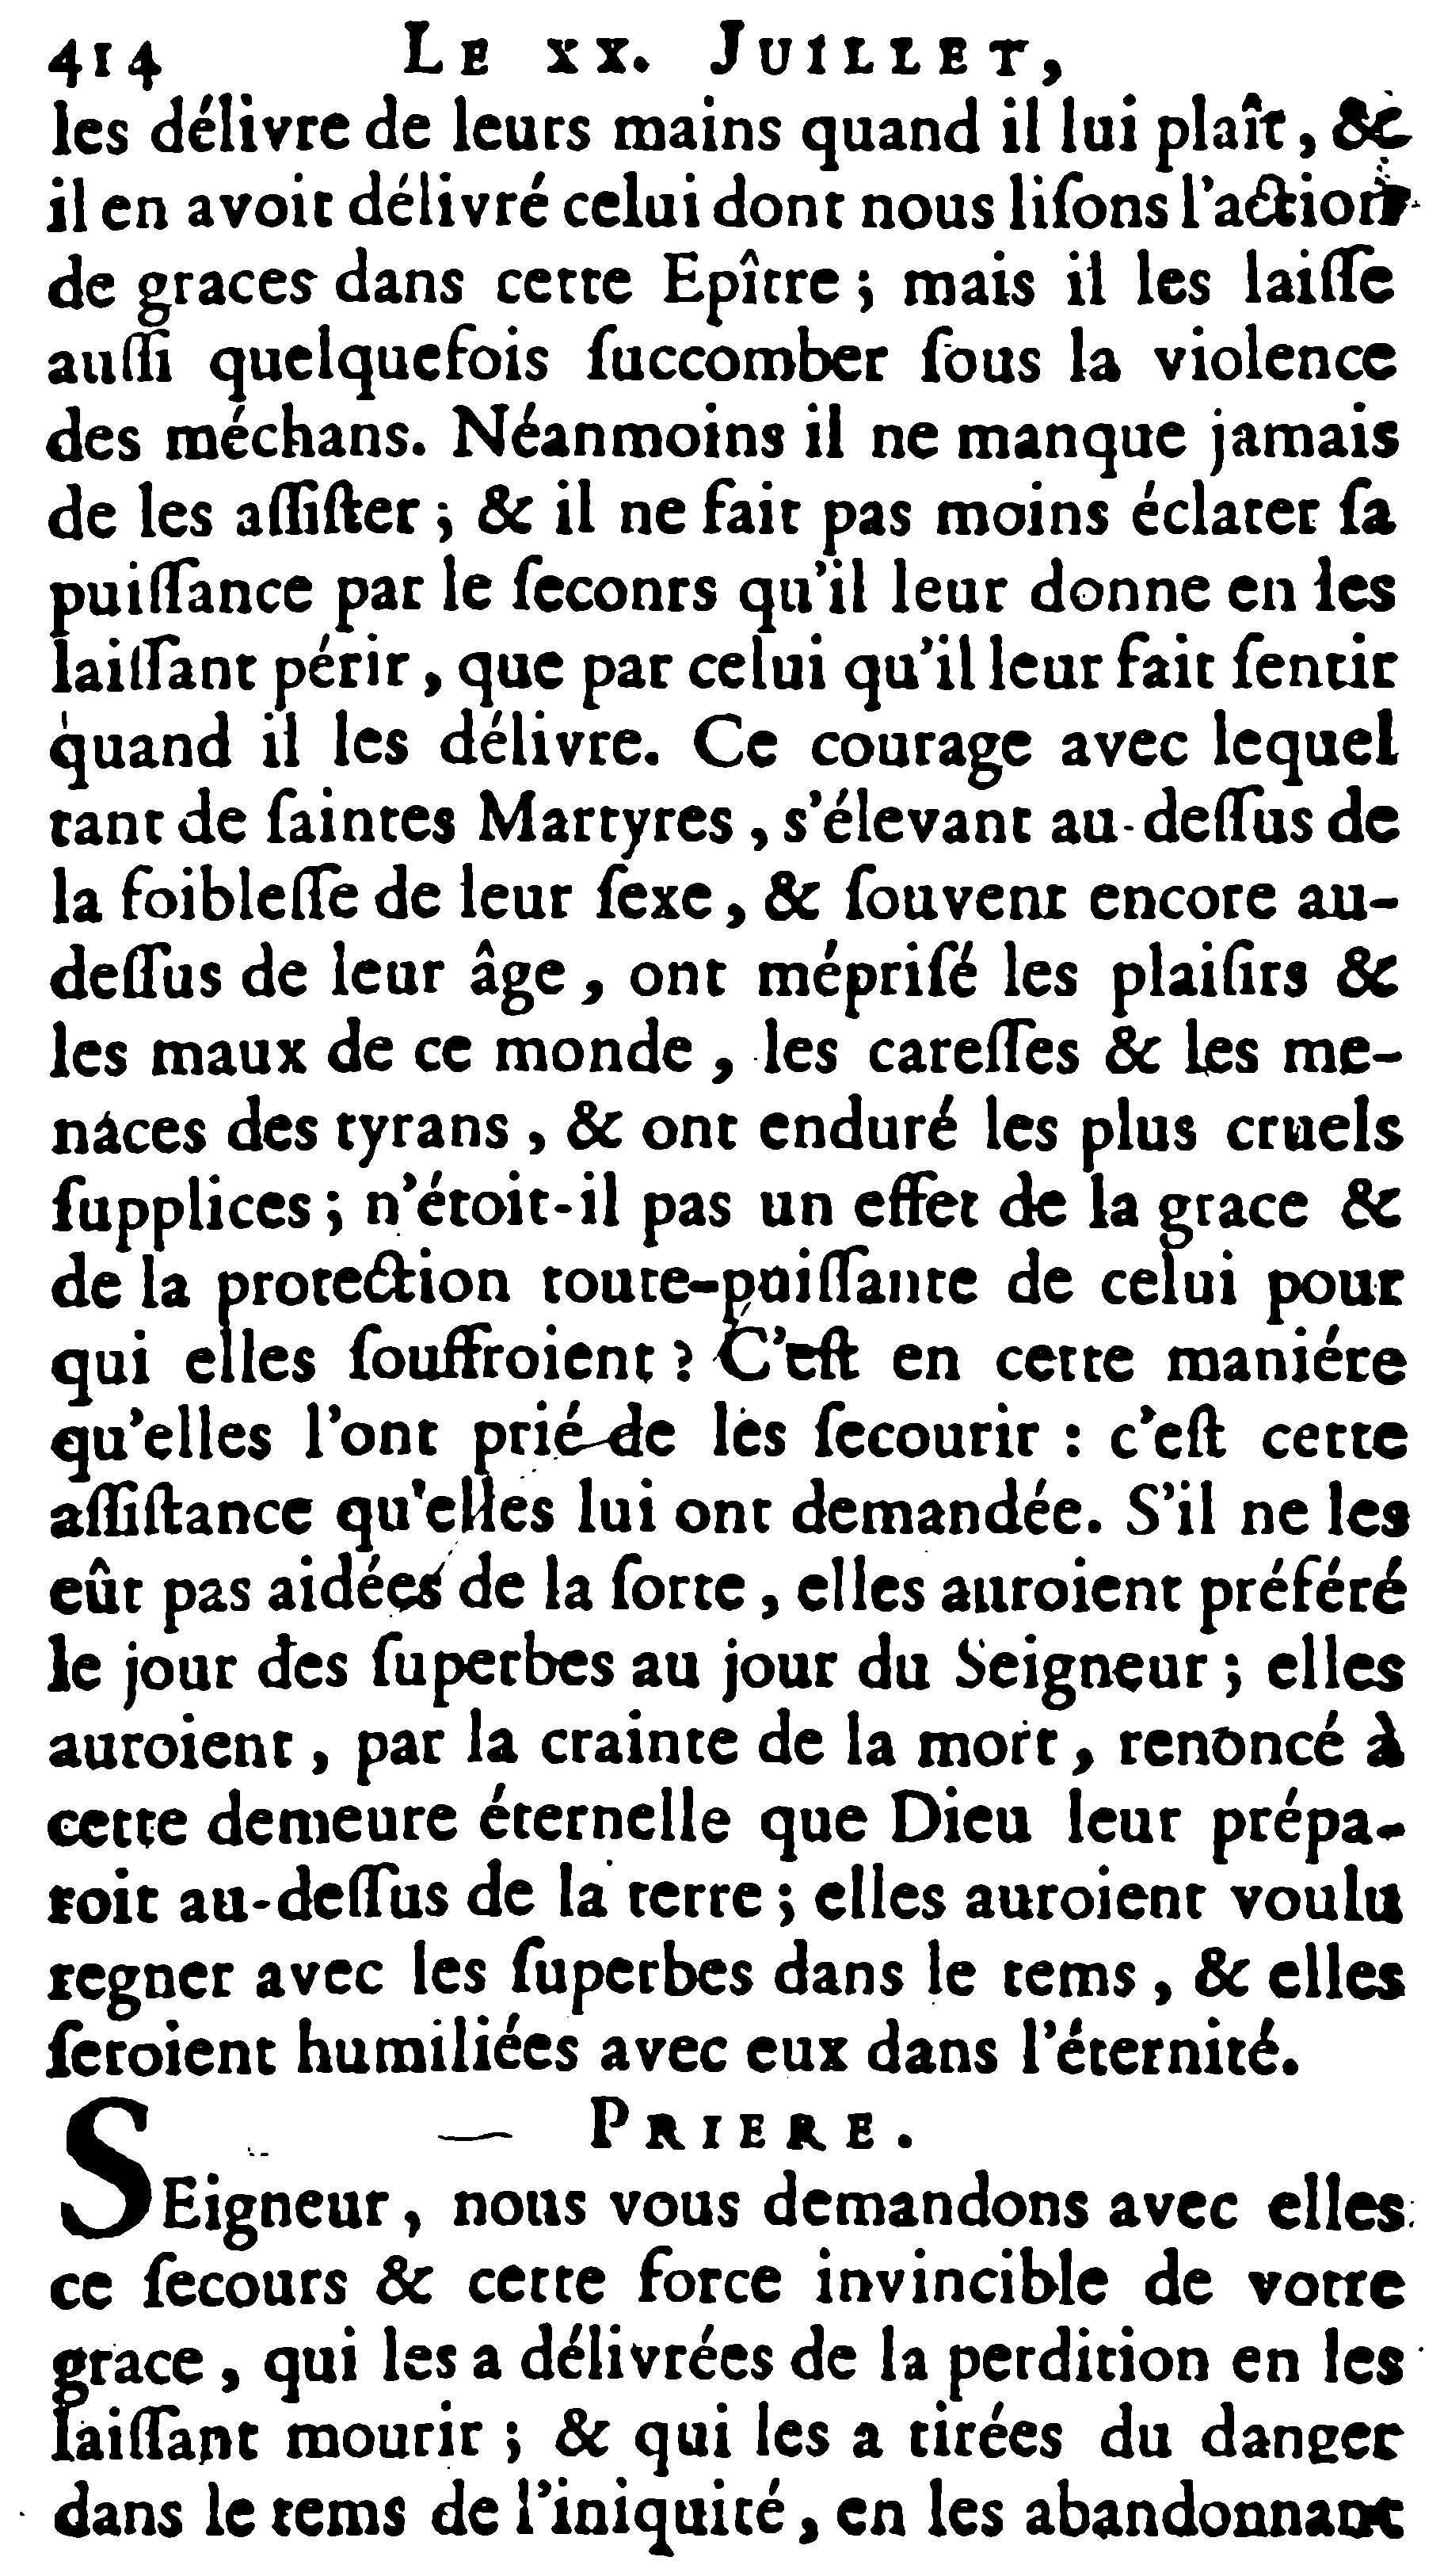 414 LE XX. JUILLET,
les délivre de leurs mains quand il lui plaît, &
il en avoit délivré celui dont nous liſons l'action
de graces dans cette Epître ; mais il les laiſſe
auſſi quelquefois ſuccomber ſous la violence
des méchans. Néanmoins il ne manque jamais
de les aſſiſter ; & il ne fait pas moins éclater ſa
puiſſance par le ſeconrs qu'il leur donne en les
laiſſant périr, que par celui qu'il leur fait ſentir
quand il les délivre. Ce courage avec lequel
tant de ſaintes Martyres, s'élevant au-deſſus de
la foibleſſe de leur ſexe, & ſouvent encore au-
deſſus de leur âge, ont mépriſé les plaiſirs &
les maux de ce monde, les careſſes & les me-
naces des tyrans, & ont enduré les plus cruels
ſupplices ; n'étoit-il pas un effet de la grace &
de la protection toute-puiſſante de celui pour
qui elles ſouffroient ? C'eſt en cette maniére
qu'elles l'ont prié de les ſecourir : c'eſt cette
aſſiſtance qu'elles lui ont demandée. S'il ne les
eût pas aidées de la ſorte, elles auroient préféré
le jour des ſuperbes au jour du Seigneur ; elles
auroient, par la crainte de la mort, renoncé à
cette demeure éternelle que Dieu leur prépa-
roit au-deſſus de la terre ; elles auroient voulu
regner avec les ſuperbes dans le tems, & elles
ſeroient humiliées avec eux dans l'éternité.
PRIERE.
SEigneur, nous vous demandons avec elles
ce ſecours & cette force invincible de votre
grace, qui les a délivrées de la perdition en les
laiſſant mourir ; & qui les a tirées du danger
dans le tems de l'iniquité, en les abandonnant